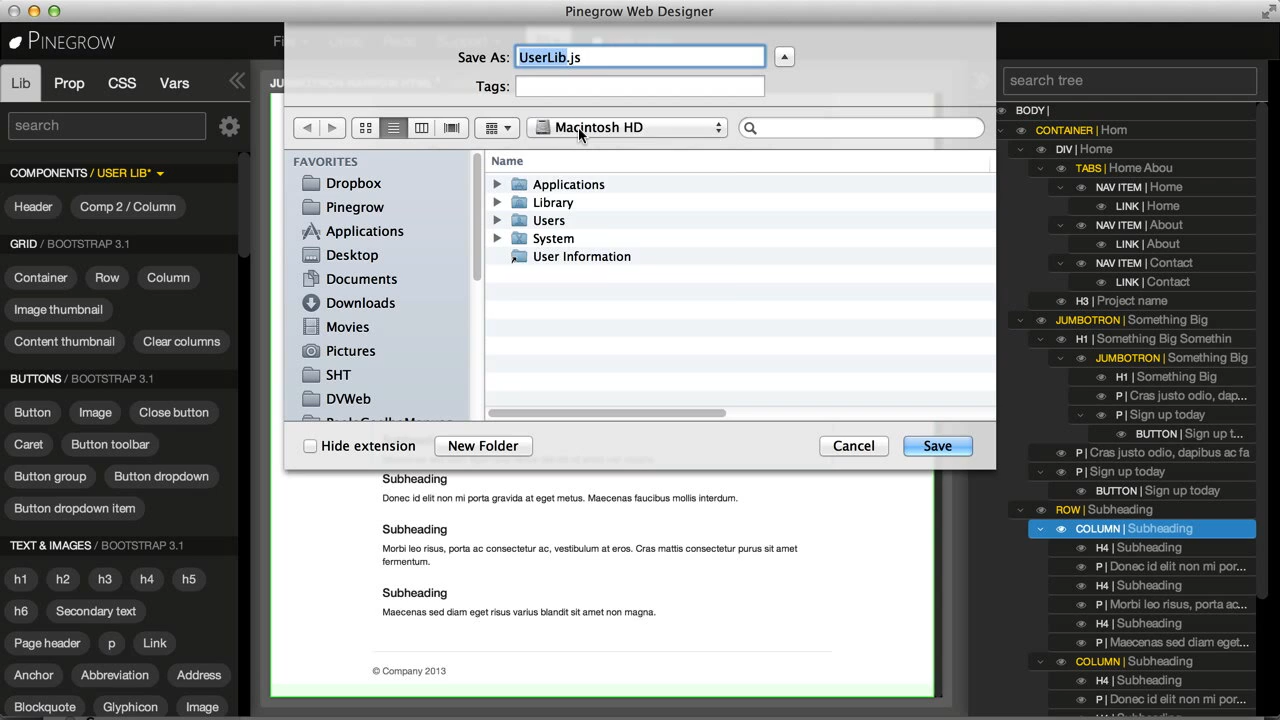 Pinegrow Web Designer
PINEGROW
Lib Prop CSS Vars
search
COMPONENTS / USER LIB*
Header Comp 2 / Column
GRID / BOOTSTRAP 3.1
Container Row Column
Image thumbnail
Content thumbnail Clear columns
BUTTONS / BOOTSTRAP 3.1
Button Image Close button
Caret Button toolbar
Button group Button dropdown
Button dropdown item
TEXT & IMAGES / BOOTSTRAP 3.1
h1 h2 h3 h4 h5
h6 Secondary text
Page header p Link
Anchor Abbreviation Address
Blockquote Glyphicon Image
Save As: UserLib.js
Tags:
Macintosh HD
FAVORITES
Dropbox
Pinegrow
Applications
Desktop
Documents
Downloads
Movies
Pictures
SHT
DVWeb
Name
Applications
Library
Users
System
User Information
Hide extension New Folder Cancel Save
Subheading
Donec id elit non mi porta gravida at eget metus. Maecenas faucibus mollis interdum.
Subheading
Morbi leo risus, porta ac consectetur ac, vestibulum at eros. Cras mattis consectetur purus sit amet
fermentum.
Subheading
Maecenas sed diam eget risus varius blandit sit amet non magna.
© Company 2013
search tree
BODY |
CONTAINER | Hom
DIV | Home
TABS | Home Abou
NAV ITEM | Home
LINK | Home
NAV ITEM | About
LINK | About
NAV ITEM | Contact
LINK | Contact
H3 | Project name
JUMBOTRON | Something Big
H1 | Something Big Somethin
JUMBOTRON | Something Big
H1 | Something Big
P | Cras justo odio, dap...
P | Sign up today
BUTTON | Sign up t...
P | Cras justo odio, dapibus ac fa
P | Sign up today
BUTTON | Sign up today
ROW | Subheading
COLUMN | Subheading
H4 | Subheading
P | Donec id elit non mi por...
H4 | Subheading
P | Morbi leo risus, porta ac...
H4 | Subheading
P | Maecenas sed diam eget...
COLUMN | Subheading
H4 | Subheading
P | Donec id elit non mi por...